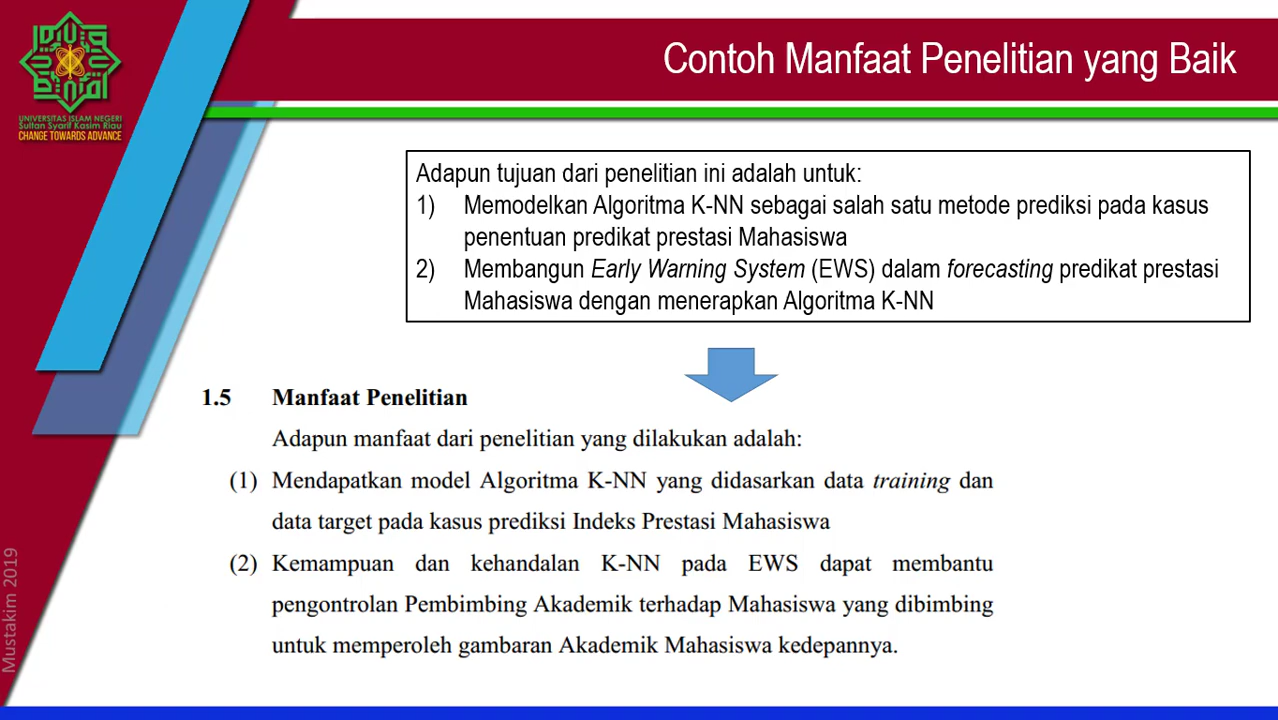 Contoh Manfaat Penelitian yang Baik
UNIVERSITAS ISLAM NEGERI
Sultan Syarif Kasim Riau
CHANGE TOWARDS ADVANCE
Adapun tujuan dari penelitian ini adalah untuk:
1) Memodelkan Algoritma K-NN sebagai salah satu metode prediksi pada kasus
penentuan predikat prestasi Mahasiswa
2) Membangun Early Warning System (EWS) dalam forecasting predikat prestasi
Mahasiswa dengan menerapkan Algoritma K-NN
1.5 Manfaat Penelitian
Adapun manfaat dari penelitian yang dilakukan adalah:
(1) Mendapatkan model Algoritma K-NN yang didasarkan data training dan
data target pada kasus prediksi Indeks Prestasi Mahasiswa
(2) Kemampuan dan kehandalan K-NN pada EWS dapat membantu
pengontrolan Pembimbing Akademik terhadap Mahasiswa yang dibimbing
untuk memperoleh gambaran Akademik Mahasiswa kedepannya.
Mustakim 2019